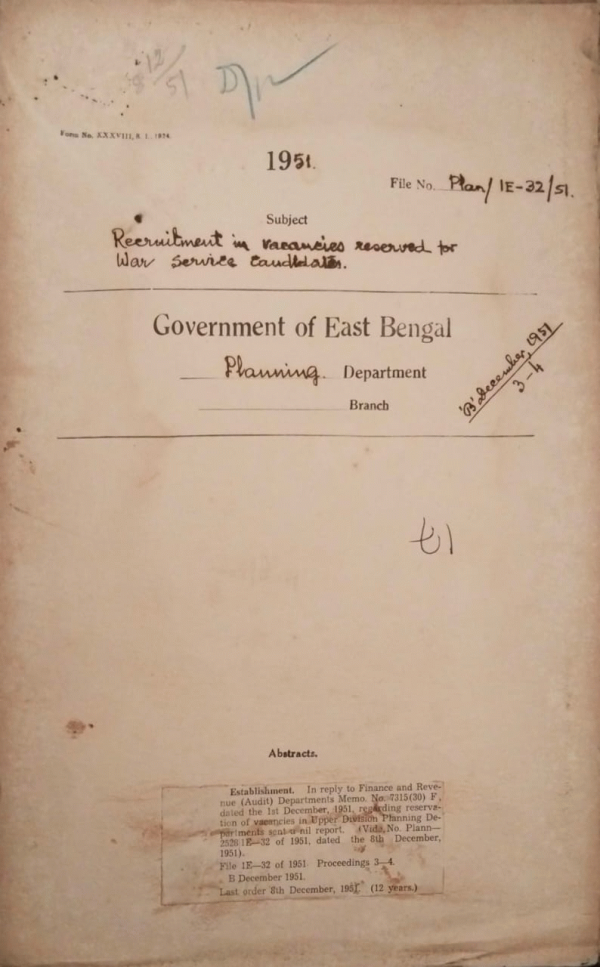 12/51
Form No. XXXVIII, B. I., 1974.
1951.
File No. Plan/1E-32/51.
Subject
Recruitment in vacancies reserved for
War Service Candidates.
Government of East Bengal
Planning Department
Branch
'B' December, 1951
3-4
Abstracts.
Establishment. In reply to Finance and Reve-
nue (Audit) Departments Memo. No. 7315(30) F,
dated the 1st December, 1951, regarding reserva-
tion of vacancies in Upper Division Planning De-
partments sent a nil report. (Vide No. Plann—
2526/1E—32 of 1951, dated the 8th December,
1951).
File 1E—32 of 1951 Proceedings 3—4.
B December 1951.
Last order 8th December, 1951. (12 years.)